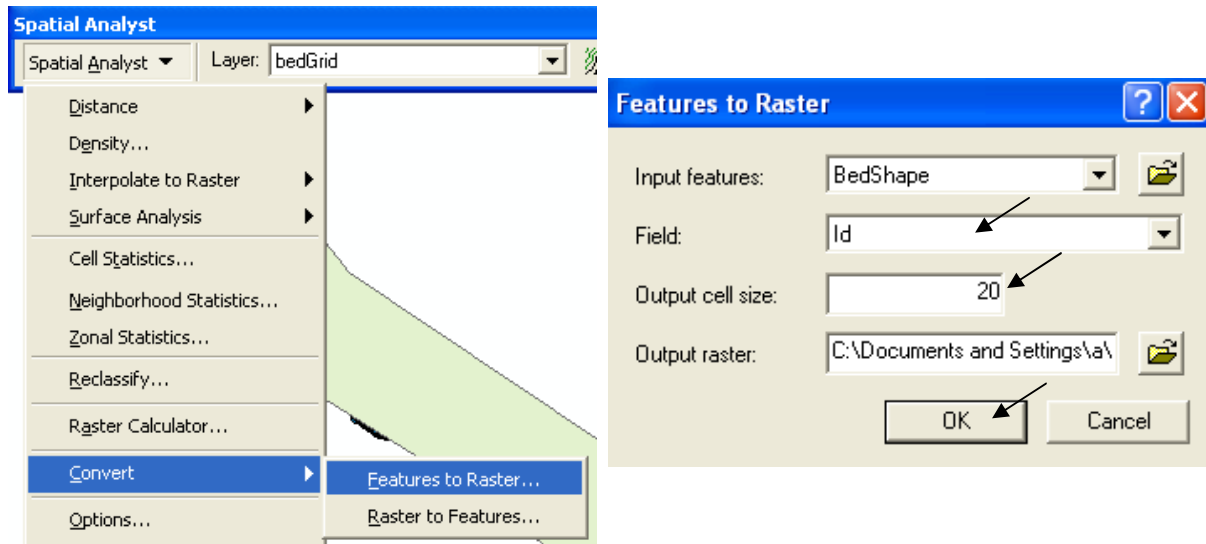 Spatial Analyst
Spatial Analyst Layer: bedGrid
Distance
Density...
Interpolate to Raster
Surface Analysis
Cell Statistics...
Neighborhood Statistics...
Zonal Statistics...
Reclassify...
Raster Calculator...
Convert
Features to Raster...
Raster to Features...
Options...
Features to Raster
Input features: BedShape
Field: Id
Output cell size: 20
Output raster: C:\Documents and Settings\a\
OK Cancel